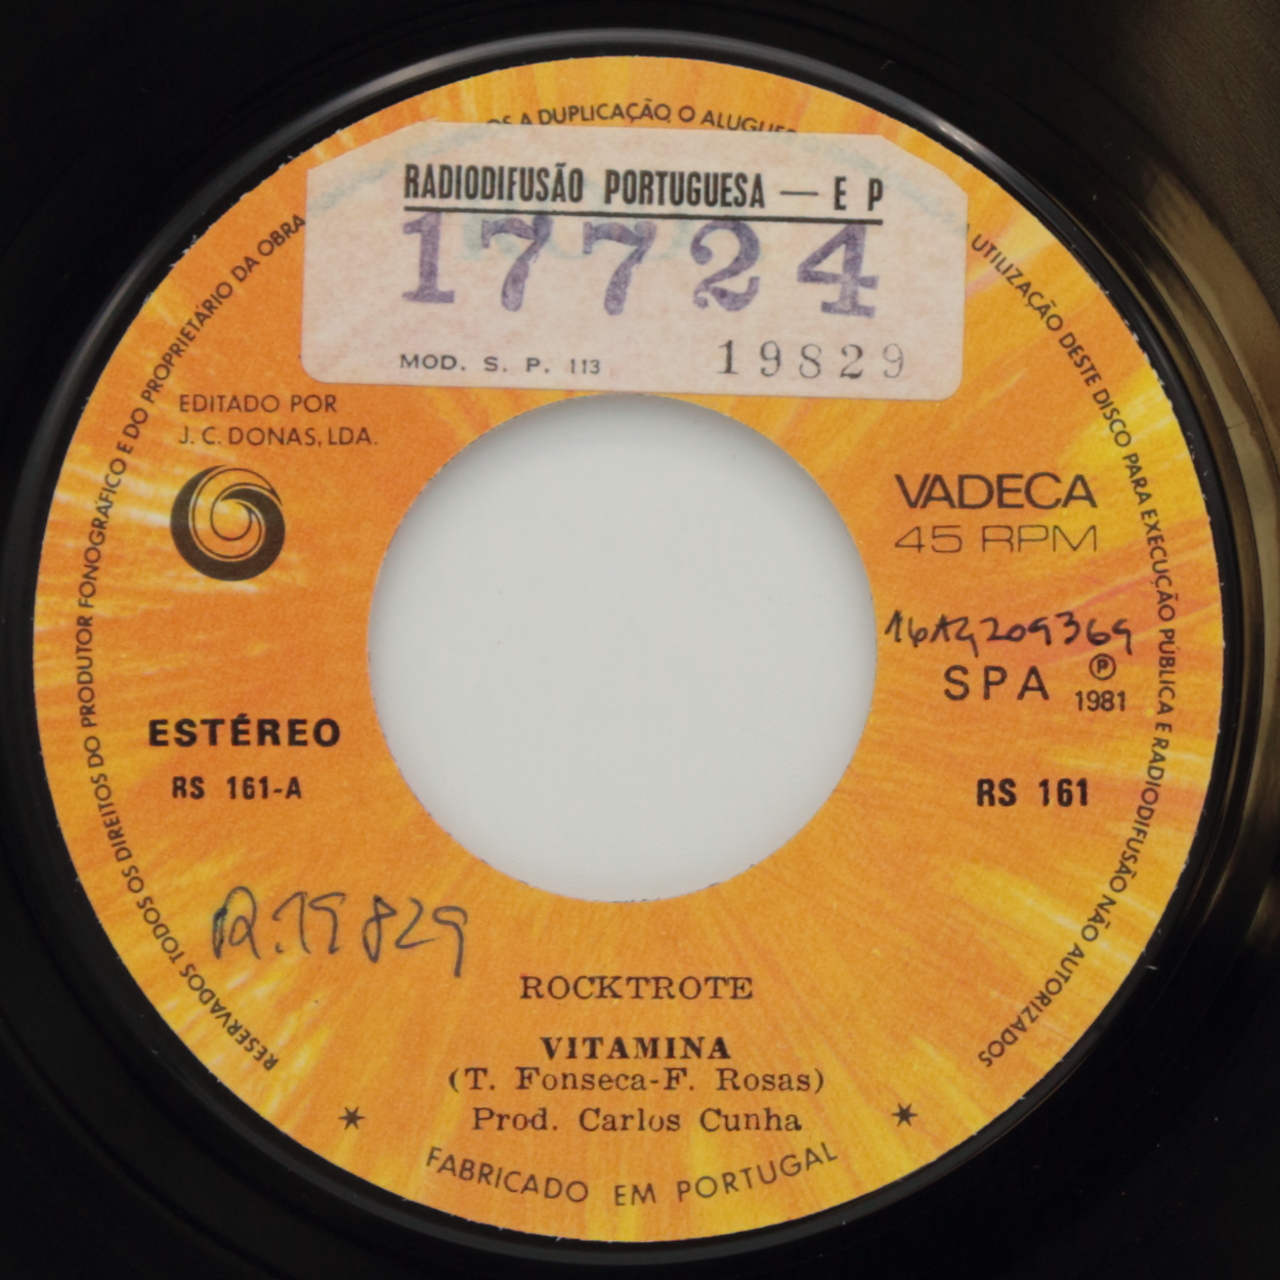 RADIODIFUSÃO PORTUGUESA — E P
17724
MOD. S. P. 113 19829
EDITADO POR
J. C. DONAS, LDA.
VADECA
45 RPM
SPA ℗ 1981
ESTÉREO
RS 161-A
RS 161
R.19829
ROCKTROTE
VITAMINA
(T. Fonseca-F. Rosas)
Prod. Carlos Cunha
FABRICADO EM PORTUGAL
RESERVADOS TODOS OS DIREITOS DO PRODUTOR FONOGRÁFICO E DO PROPRIETÁRIO DA OBRA
A DUPLICAÇÃO O ALUGUER
UTILIZAÇÃO DESTE DISCO PARA EXECUÇÃO PÚBLICA E RADIODIFUSÃO NÃO AUTORIZADOS